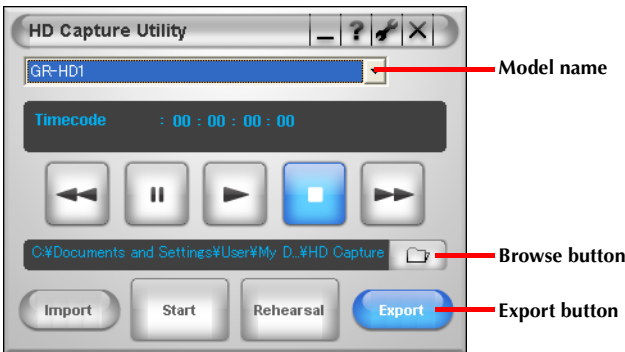 HD Capture Utility
?
GR-HD1
Model name
Timecode : 00 : 00 : 00 : 00
C:¥Documents and Settings¥User¥My D...¥HD Capture
Browse button
Import
Start
Rehearsal
Export
Export button